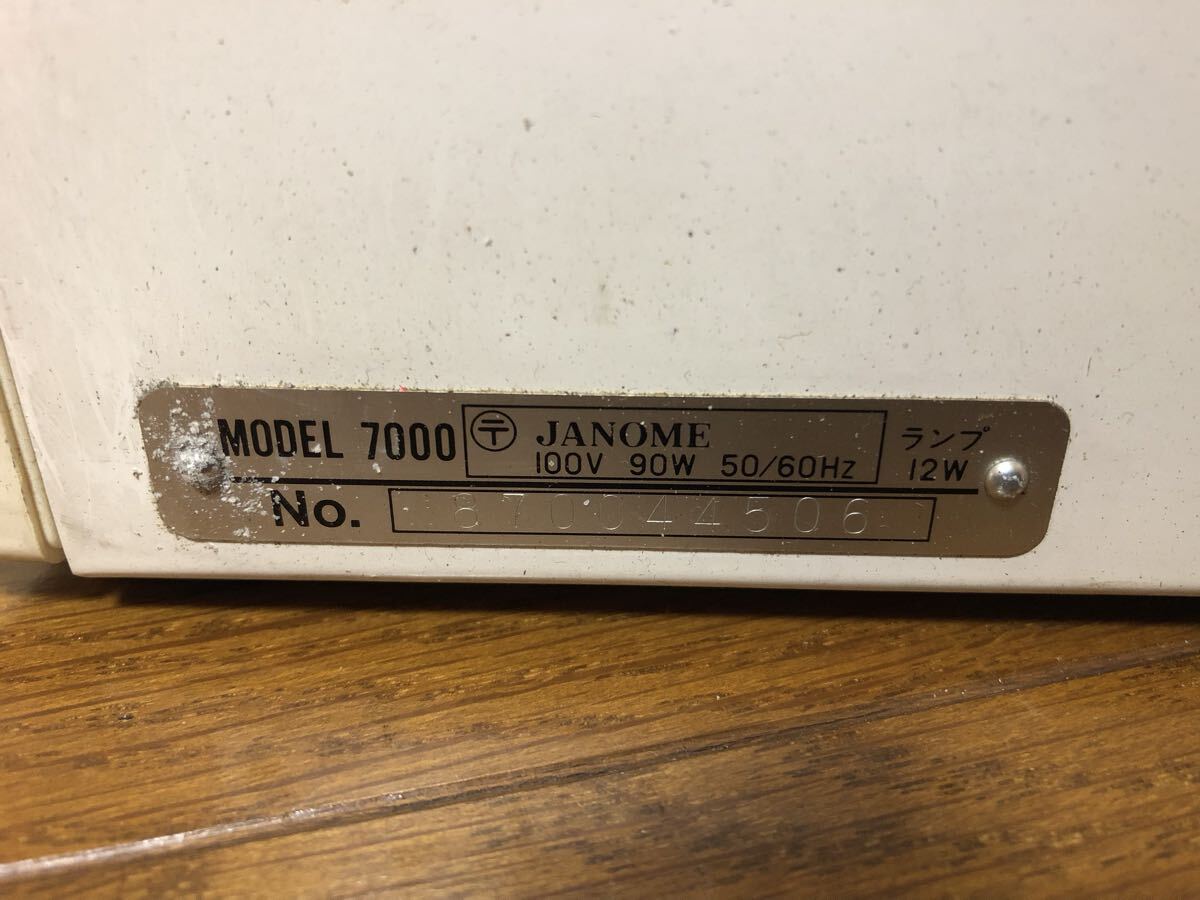 MODEL 7000 〒 JANOME ランプ
100V 90W 50/60Hz 12W
No. 870044506